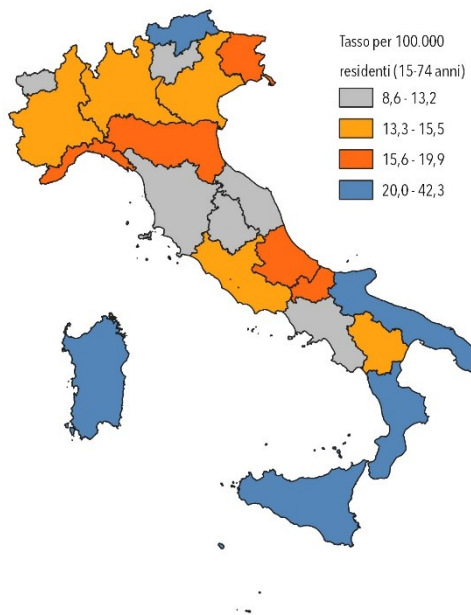 Tasso per 100.000
residenti (15-74 anni)
8,6 - 13,2
13,3 - 15,5
15,6 - 19,9
20,0 - 42,3